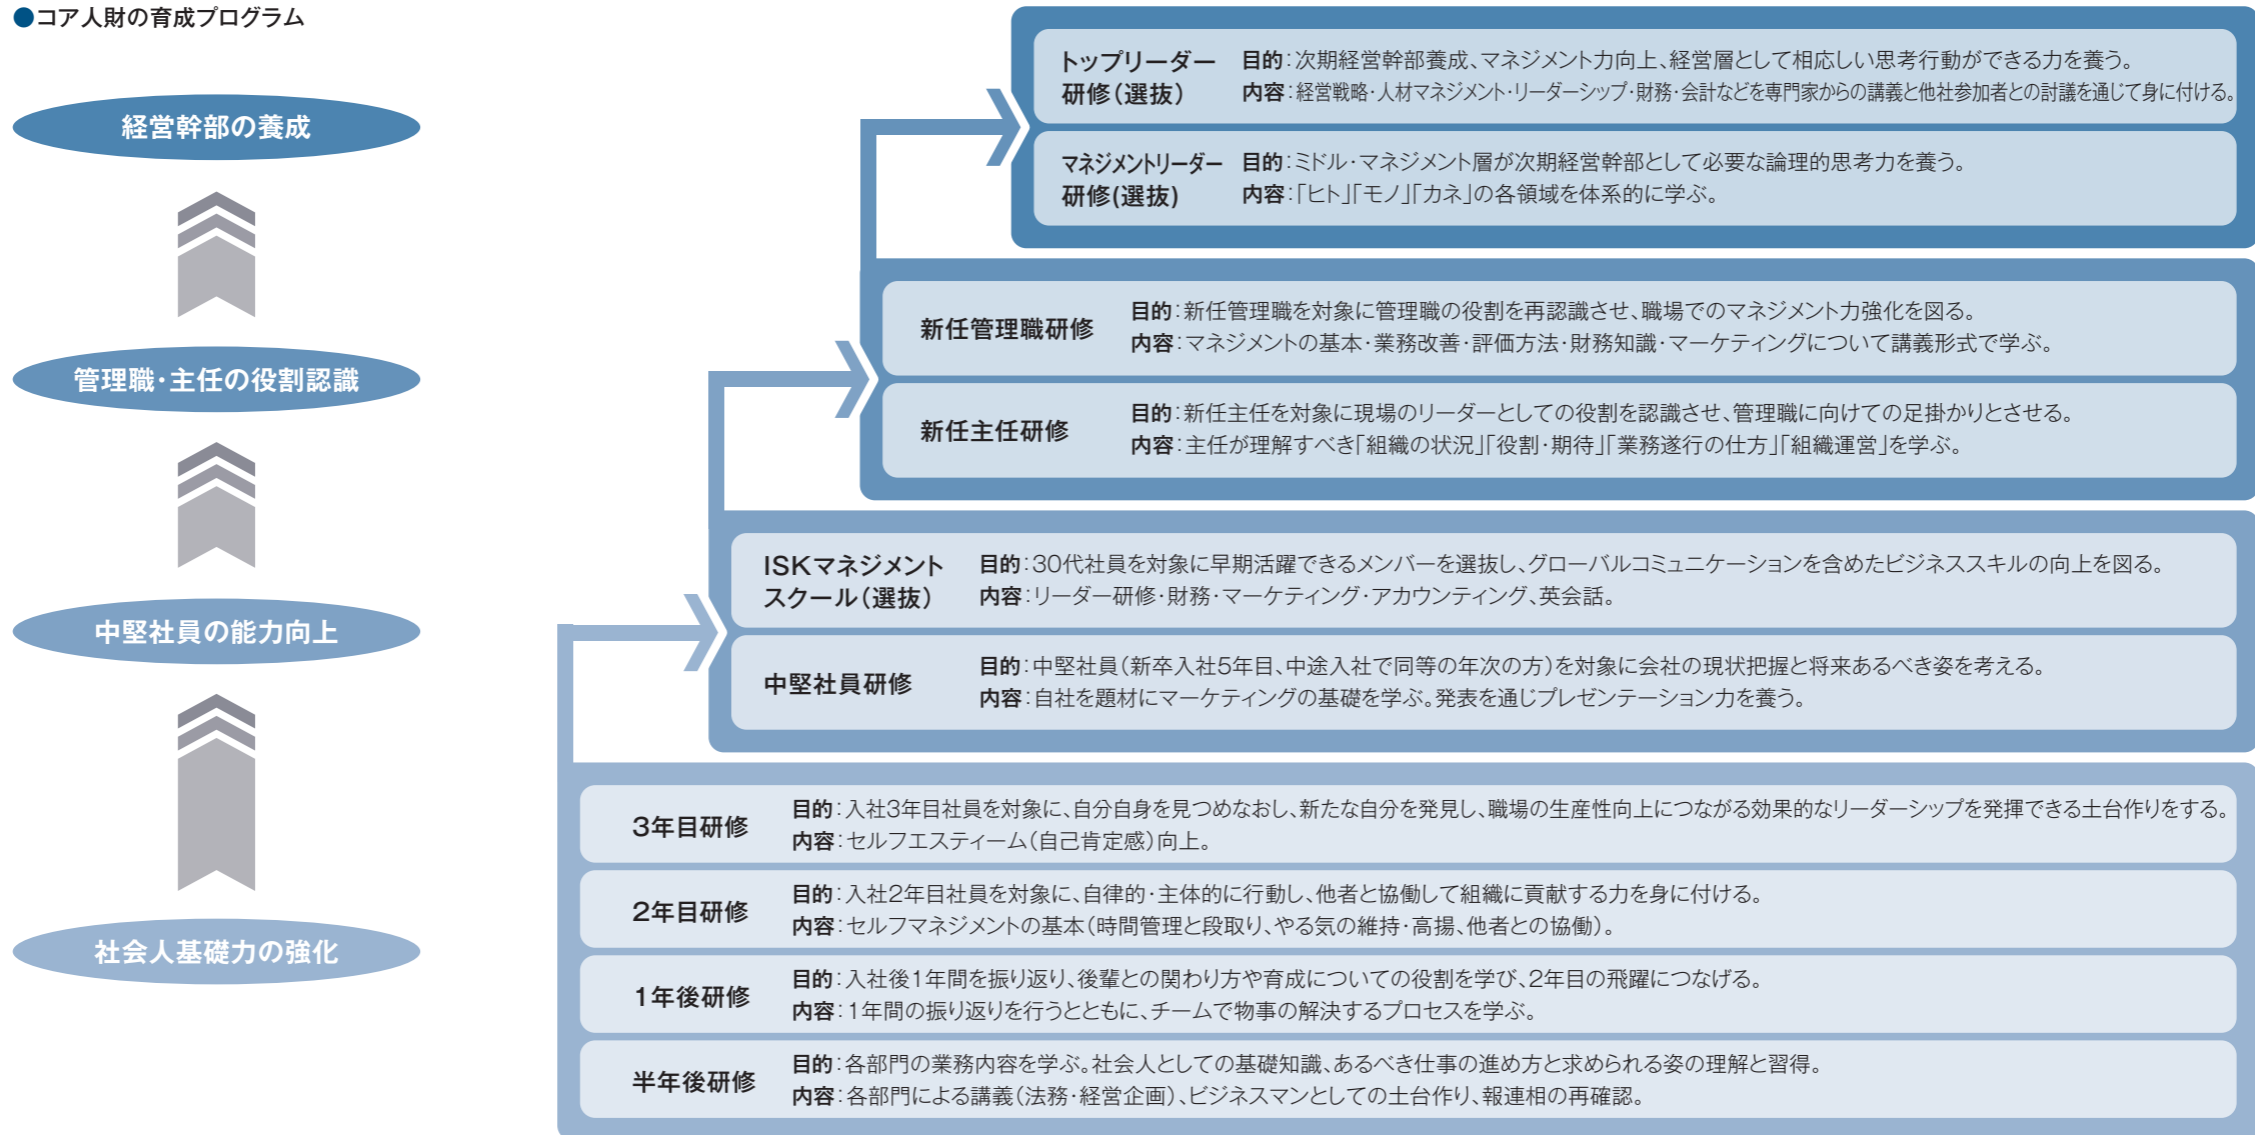 ●コア人財の育成プログラム
経営幹部の養成
管理職・主任の役割認識
中堅社員の能力向上
社会人基礎力の強化
トップリーダー
研修（選抜）
目的：次期経営幹部養成、マネジメント力向上、経営層として相応しい思考行動ができる力を養う。
内容：経営戦略・人材マネジメント・リーダーシップ・財務・会計などを専門家からの講義と他社参加者との討議を通じて身に付ける。
マネジメントリーダー
研修(選抜)
目的：ミドル・マネジメント層が次期経営幹部として必要な論理的思考力を養う。
内容：「ヒト」「モノ」「カネ」の各領域を体系的に学ぶ。
新任管理職研修
目的：新任管理職を対象に管理職の役割を再認識させ、職場でのマネジメント力強化を図る。
内容：マネジメントの基本・業務改善・評価方法・財務知識・マーケティングについて講義形式で学ぶ。
新任主任研修
目的：新任主任を対象に現場のリーダーとしての役割を認識させ、管理職に向けての足掛かりとさせる。
内容：主任が理解すべき「組織の状況」「役割・期待」「業務遂行の仕方」「組織運営」を学ぶ。
ISKマネジメント
スクール（選抜）
目的：30代社員を対象に早期活躍できるメンバーを選抜し、グローバルコミュニケーションを含めたビジネススキルの向上を図る。
内容：リーダー研修・財務・マーケティング・アカウンティング、英会話。
中堅社員研修
目的：中堅社員（新卒入社5年目、中途入社で同等の年次の方）を対象に会社の現状把握と将来あるべき姿を考える。
内容：自社を題材にマーケティングの基礎を学ぶ。発表を通じプレゼンテーション力を養う。
3年目研修
目的：入社3年目社員を対象に、自分自身を見つめなおし、新たな自分を発見し、職場の生産性向上につながる効果的なリーダーシップを発揮できる土台作りをする。
内容：セルフエスティーム（自己肯定感）向上。
2年目研修
目的：入社2年目社員を対象に、自律的・主体的に行動し、他者と協働して組織に貢献する力を身に付ける。
内容：セルフマネジメントの基本（時間管理と段取り、やる気の維持・高揚、他者との協働）。
1年後研修
目的：入社後1年間を振り返り、後輩との関わり方や育成についての役割を学び、2年目の飛躍につなげる。
内容：1年間の振り返りを行うとともに、チームで物事の解決するプロセスを学ぶ。
半年後研修
目的：各部門の業務内容を学ぶ。社会人としての基礎知識、あるべき仕事の進め方と求められる姿の理解と習得。
内容：各部門による講義（法務・経営企画）、ビジネスマンとしての土台作り、報連相の再確認。